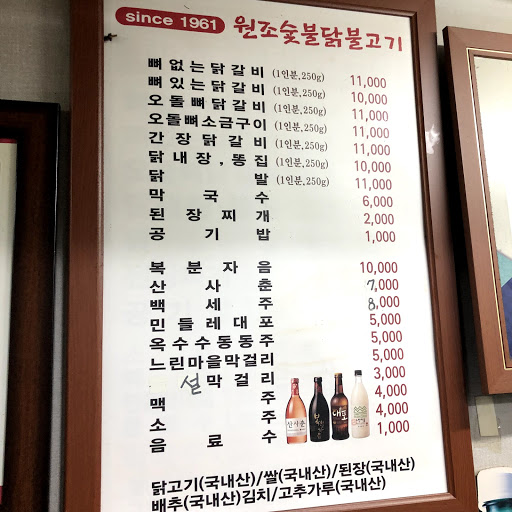 since 1961 원조숯불닭불고기
뼈없는닭갈비 (1인분,250g) 11,000
뼈있는닭갈비 (1인분,250g) 10,000
오돌뼈닭갈비 (1인분,250g) 11,000
오돌뼈소금구이 (1인분,250g) 11,000
간장닭갈비 (1인분,250g) 11,000
닭내장,똥집 (1인분,250g) 10,000
닭발 (1인분,250g) 11,000
막국수 6,000
된장찌개 2,000
공기밥 1,000
복분자음 10,000
산사춘 7,000
백세주 8,000
민들레대포 5,000
옥수수동동주 5,000
느린마을막걸리 5,000
설막걸리 3,000
맥주 4,000
소주 4,000
음료수 1,000
산사춘
대포
닭고기(국내산)/쌀(국내산)/된장(국내산)
배추(국내산)김치/고추가루(국내산)